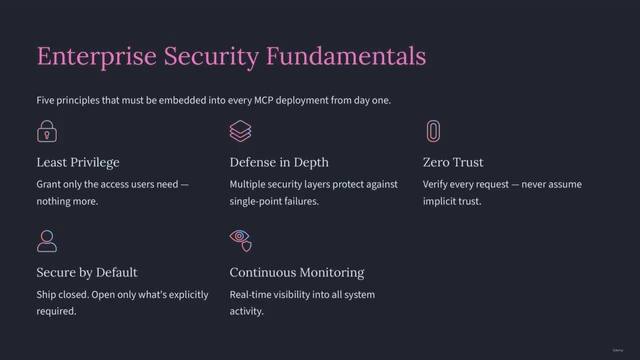 Enterprise Security Fundamentals
Five principles that must be embedded into every MCP deployment from day one.
Least Privilege
Grant only the access users need —
nothing more.
Defense in Depth
Multiple security layers protect against
single-point failures.
Zero Trust
Verify every request — never assume
implicit trust.
Secure by Default
Ship closed. Open only what's explicitly
required.
Continuous Monitoring
Real-time visibility into all system
activity.
Udemy